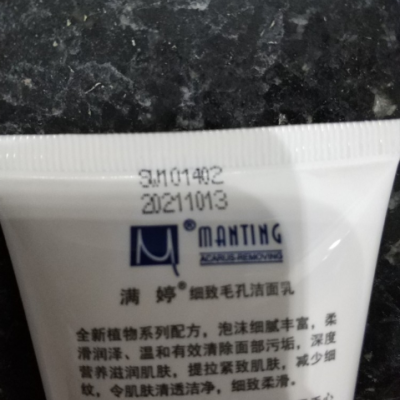 SWM01402
20211013
® MANTING
ACARUS-REMOVING
满婷® 细致毛孔洁面乳
全新植物系列配方，泡沫细腻丰富，柔
滑润泽、温和有效清除面部污垢，深度
营养滋润肌肤，提拉紧致肌肤，减少细
纹，令肌肤清透洁净，细致柔滑。